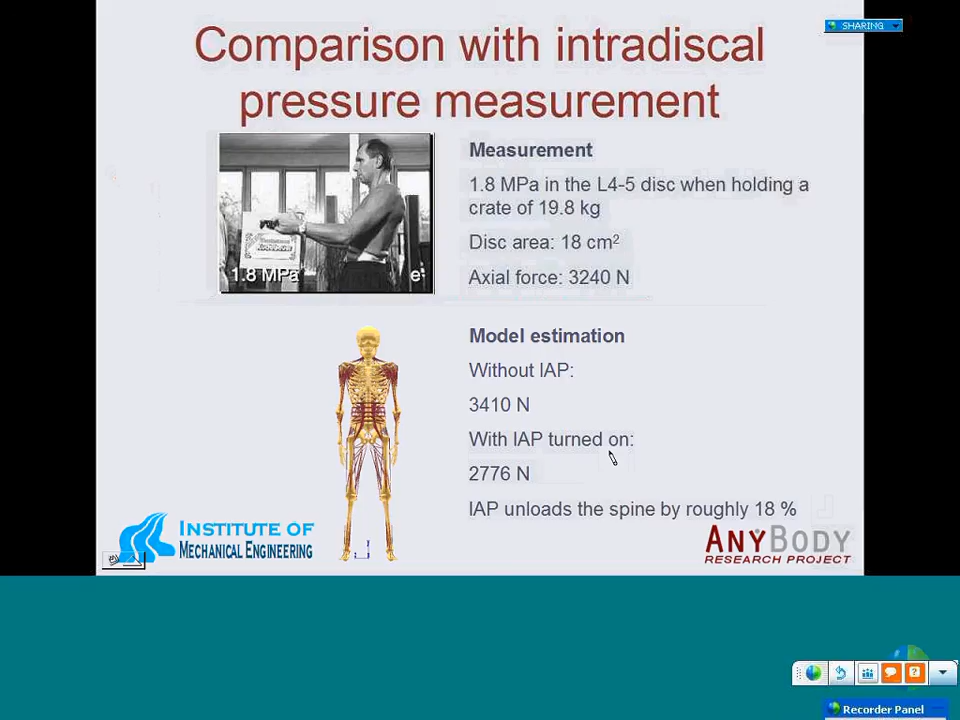 SHARING
Comparison with intradiscal
pressure measurement
Measurement
1.8 MPa in the L4-5 disc when holding a
crate of 19.8 kg
Disc area: 18 cm²
Axial force: 3240 N
1.8 MPa
Model estimation
Without IAP:
3410 N
With IAP turned on:
2776 N
IAP unloads the spine by roughly 18 %
INSTITUTE OF
MECHANICAL ENGINEERING
ANYBODY
RESEARCH PROJECT
Recorder Panel